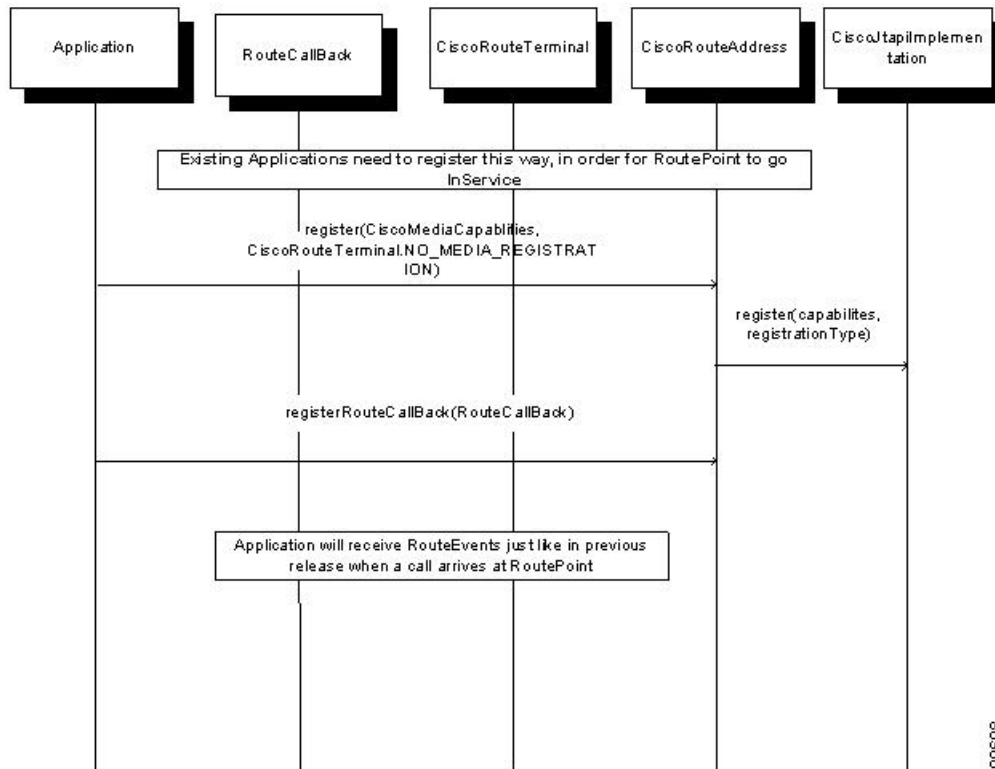 Application
RouteCallBack
CiscoRouteTerminal
CiscoRouteAddress
CiscoJtapiImplemen
tation
Existing Applications need to register this way, in order for RoutePoint to go
InService
register(CiscoMediaCapablities,
CiscoRouteTerminal.NO_MEDIA_REGISTRAT
ION)
register(capabilites,
registrationType)
registerRouteCallBack(RouteCallBack)
Application will receive RouteEvents just like in previous
release when a call arrives at RoutePoint